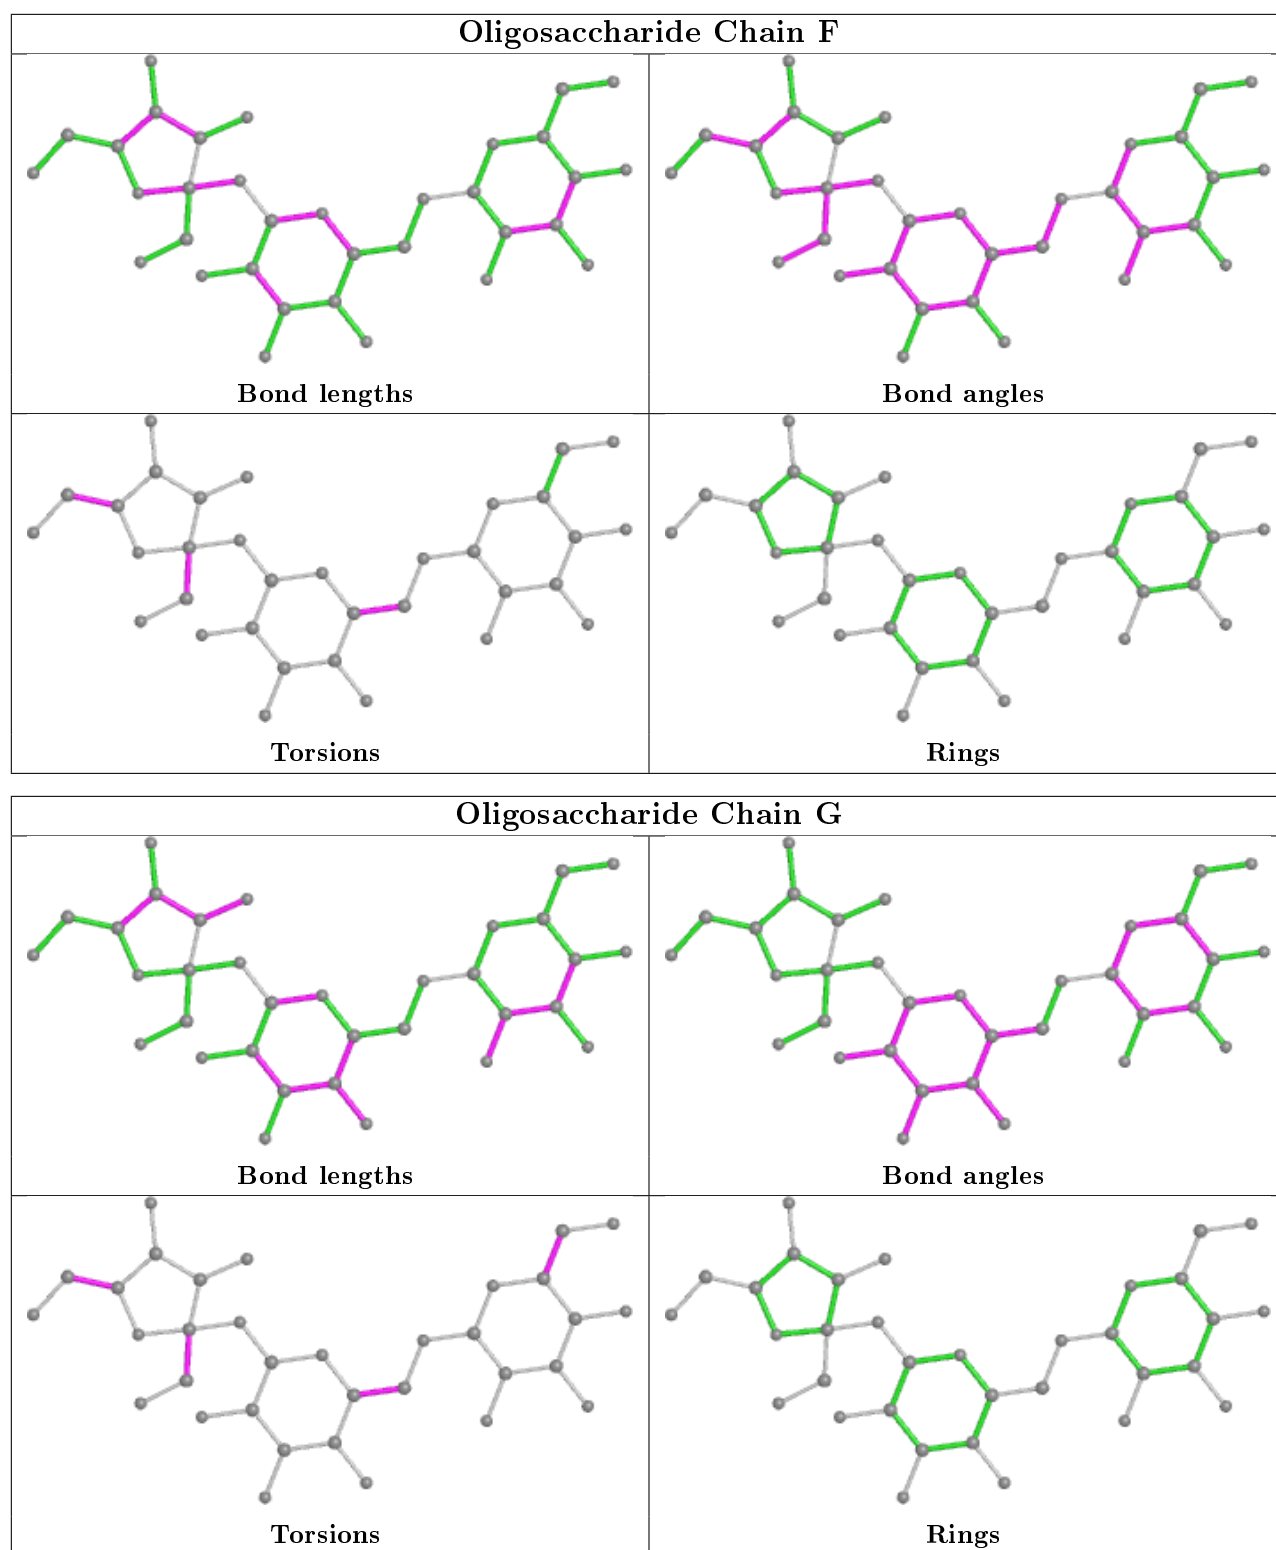 Oligosaccharide Chain F
Bond lengths
Bond angles
Torsions
Rings
Oligosaccharide Chain G
Bond lengths
Bond angles
Torsions
Rings